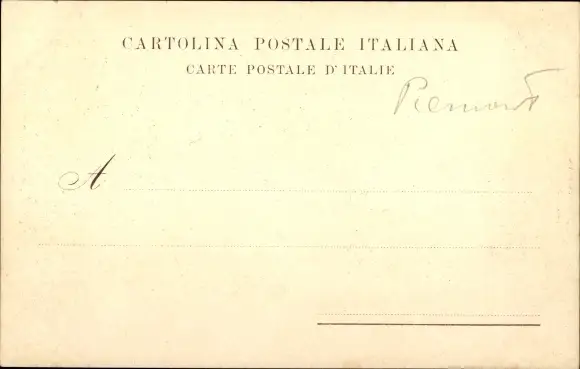 CARTOLINA POSTALE ITALIANA
CARTE POSTALE D'ITALIE
Piemont
A